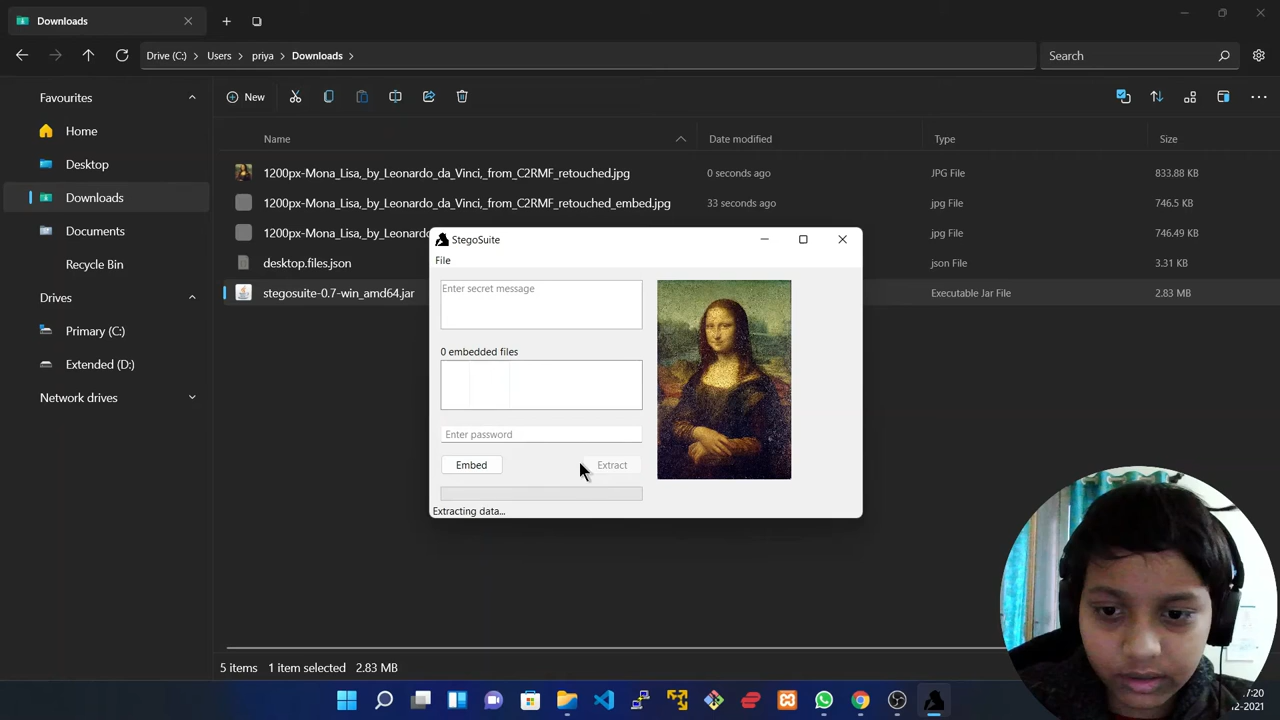 Downloads
Drive (C:) Users priya Downloads
Search
Favourites
New
Home
Desktop
Downloads
Documents
Recycle Bin
Drives
Primary (C:)
Extended (D:)
Network drives
Name Date modified Type Size
1200px-Mona_Lisa,_by_Leonardo_da_Vinci,_from_C2RMF_retouched.jpg 0 seconds ago JPG File 833.88 KB
1200px-Mona_Lisa,_by_Leonardo_da_Vinci,_from_C2RMF_retouched_embed.jpg 33 seconds ago jpg File 746.5 KB
1200px-Mona_Lisa,_by_Leonardo_ jpg File 746.49 KB
desktop.files.json json File 3.31 KB
stegosuite-0.7-win_amd64.jar Executable Jar File 2.83 MB
StegoSuite
File
Enter secret message
0 embedded files
Enter password
Embed Extract
Extracting data...
5 items 1 item selected 2.83 MB